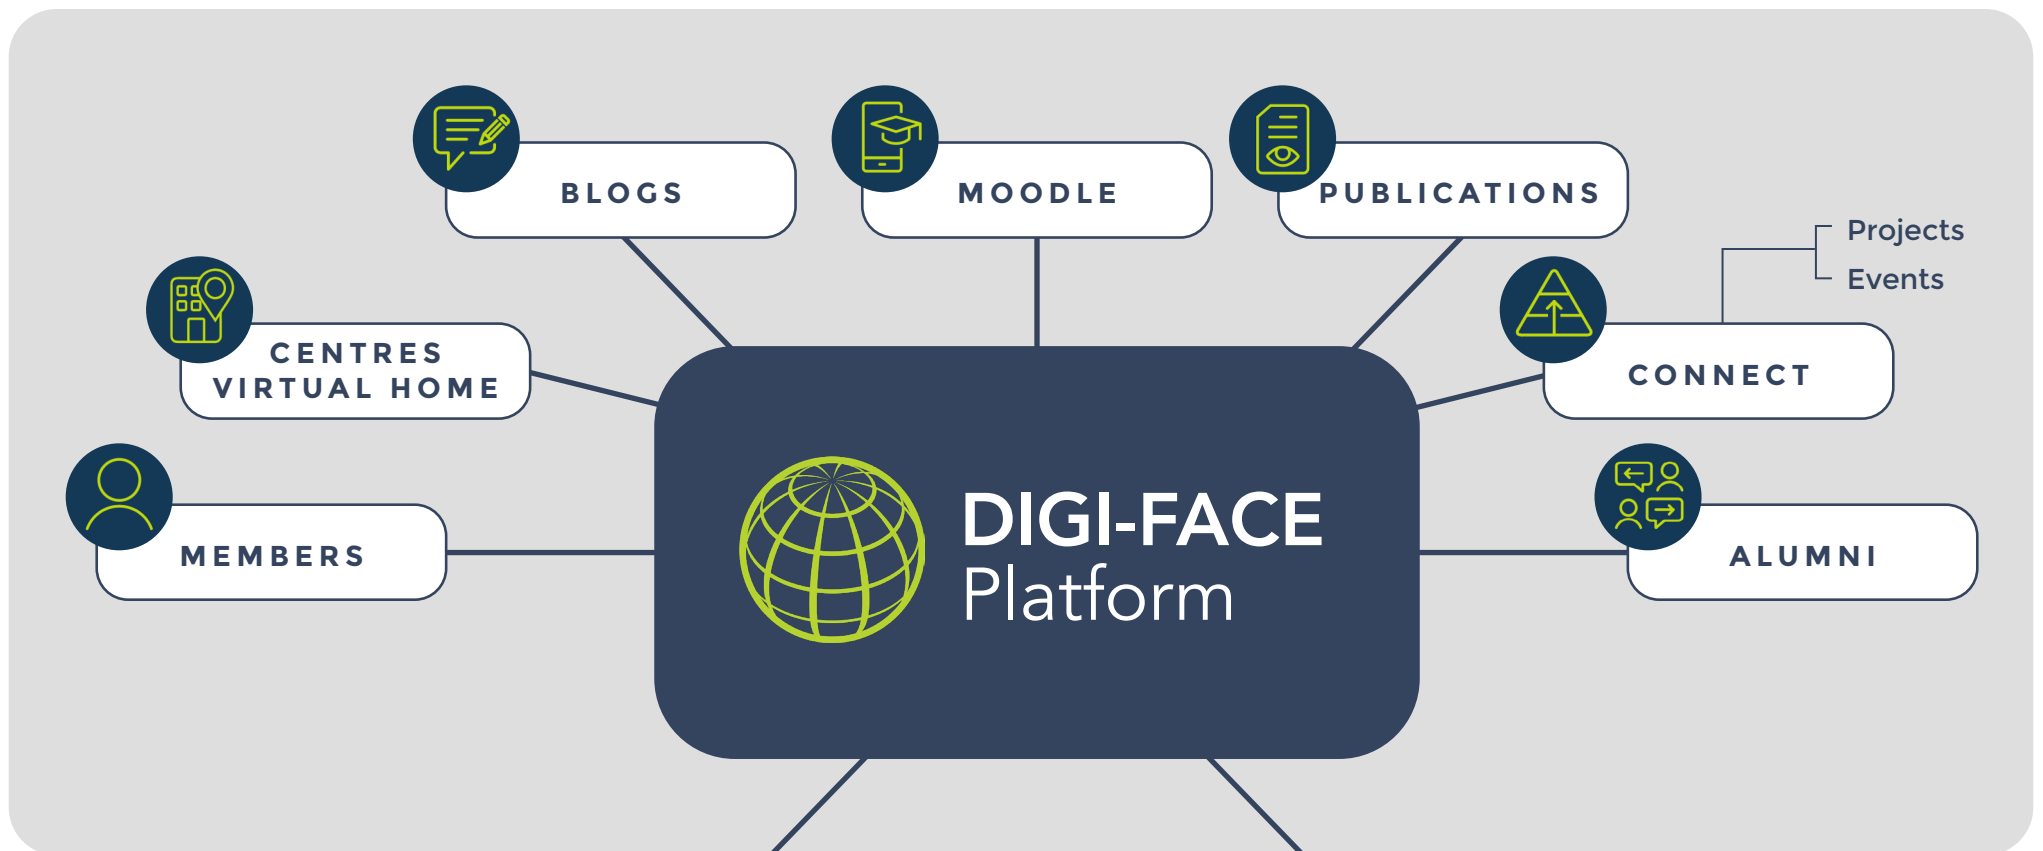 BLOGS
MOODLE
PUBLICATIONS
Projects
Events
CENTRES
VIRTUAL HOME
CONNECT
MEMBERS
DIGI-FACE
Platform
ALUMNI